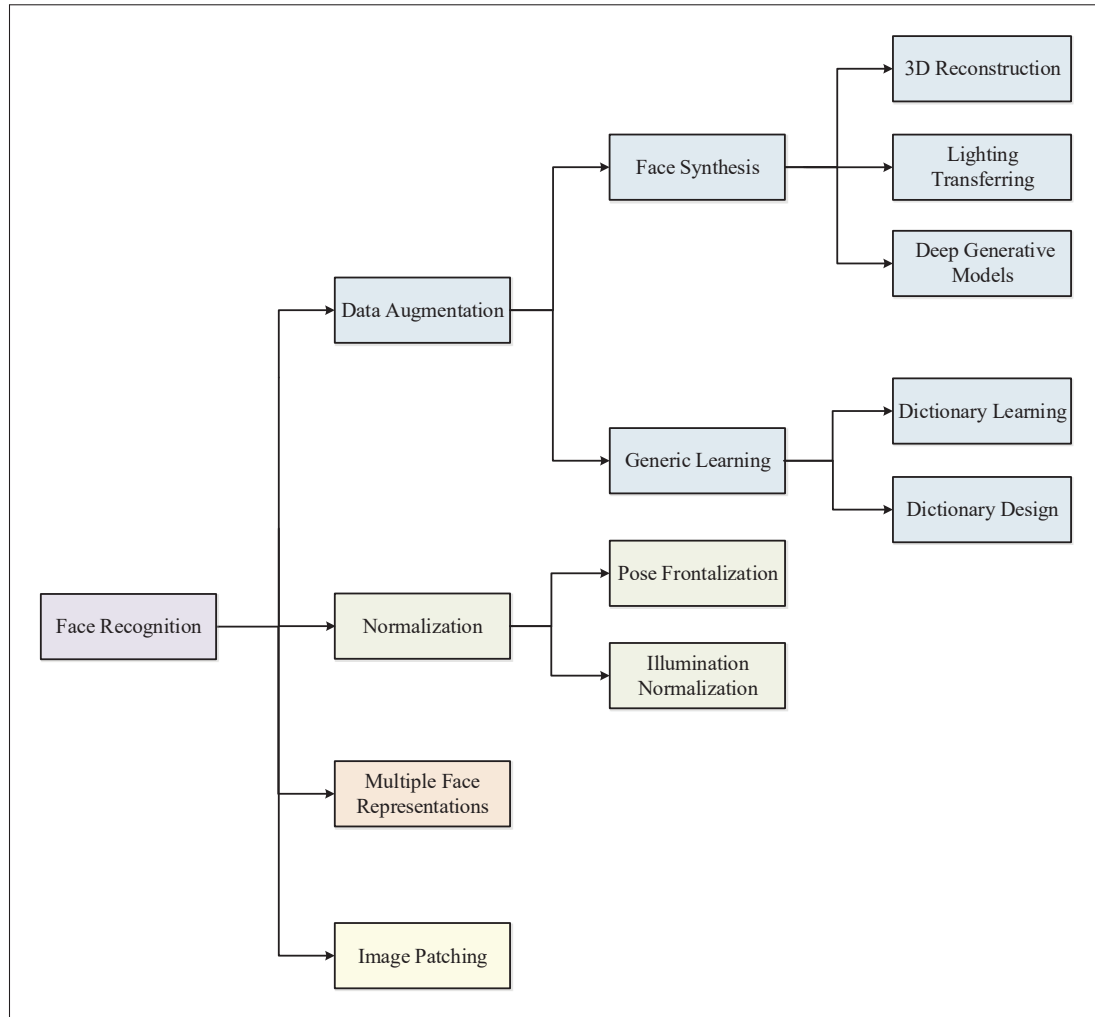 3D Reconstruction
Face Synthesis
Lighting
Transferring
Deep Generative
Models
Data Augmentation
Dictionary Learning
Generic Learning
Dictionary Design
Pose Frontalization
Face Recognition
Normalization
Illumination
Normalization
Multiple Face
Representations
Image Patching